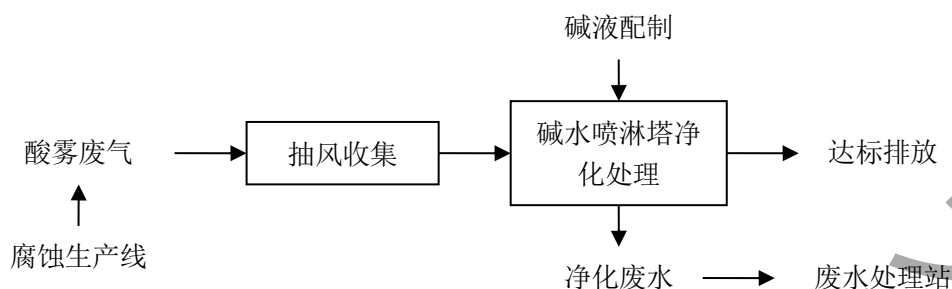 碱液配制
酸雾废气
抽风收集
碱水喷淋塔净
化处理
达标排放
腐蚀生产线
净化废水
废水处理站